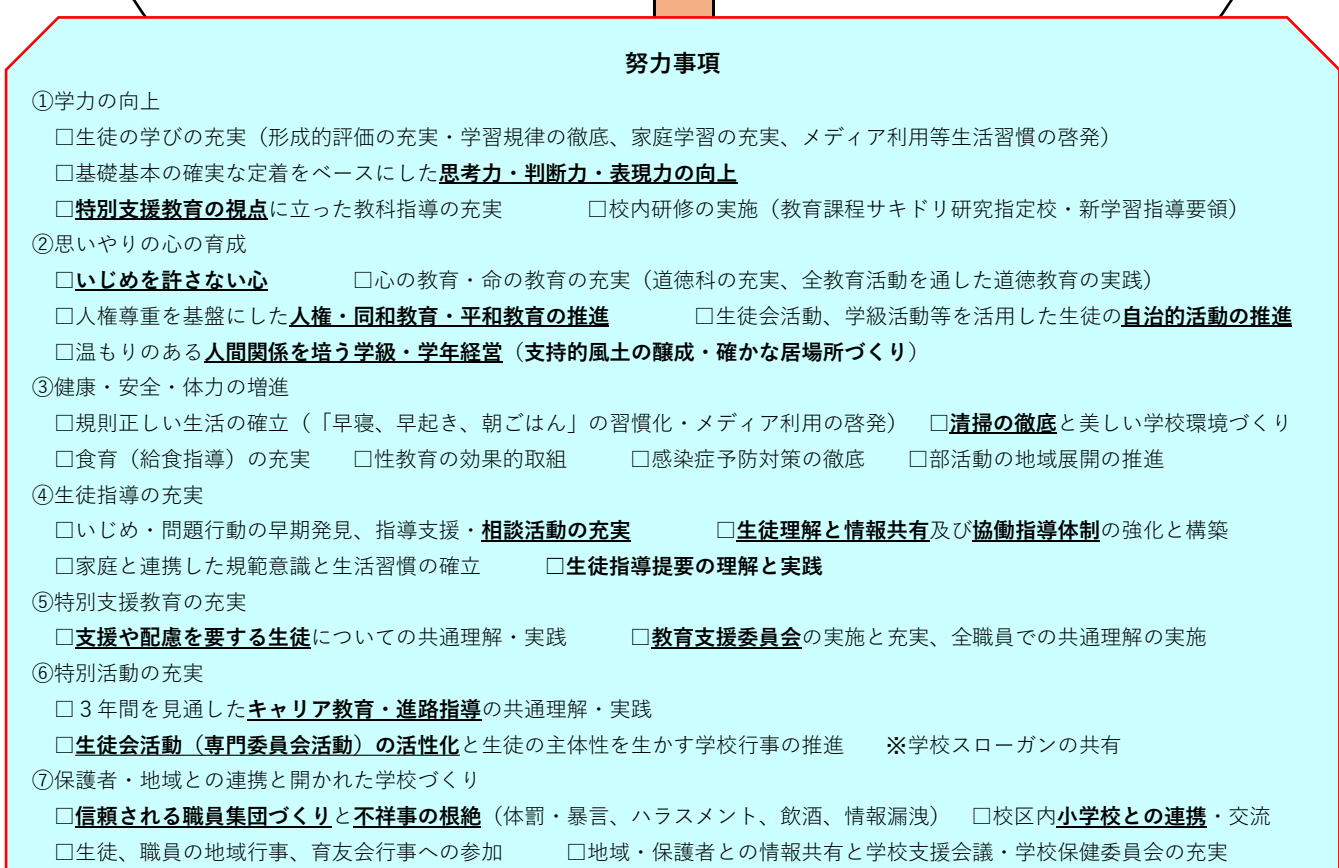 努力事項
①学力の向上
□生徒の学びの充実（形成的評価の充実・学習規律の徹底、家庭学習の充実、メディア利用等生活習慣の啓発）
□基礎基本の確実な定着をベースにした思考力・判断力・表現力の向上
□特別支援教育の視点に立った教科指導の充実　　　□校内研修の実施（教育課程サキドリ研究指定校・新学習指導要領）
②思いやりの心の育成
□いじめを許さない心　　　□心の教育・命の教育の充実（道徳科の充実、全教育活動を通した道徳教育の実践）
□人権尊重を基盤にした人権・同和教育・平和教育の推進　　　□生徒会活動、学級活動等を活用した生徒の自治的活動の推進
□温もりのある人間関係を培う学級・学年経営（支持的風土の醸成・確かな居場所づくり）
③健康・安全・体力の増進
□規則正しい生活の確立（「早寝、早起き、朝ごはん」の習慣化・メディア利用の啓発）　□清掃の徹底と美しい学校環境づくり
□食育（給食指導）の充実　　□性教育の効果的取組　　　□感染症予防対策の徹底　　□部活動の地域展開の推進
④生徒指導の充実
□いじめ・問題行動の早期発見、指導支援・相談活動の充実　　　□生徒理解と情報共有及び協働指導体制の強化と構築
□家庭と連携した規範意識と生活習慣の確立　　　□生徒指導提要の理解と実践
⑤特別支援教育の充実
□支援や配慮を要する生徒についての共通理解・実践　　　□教育支援委員会の実施と充実、全職員での共通理解の実施
⑥特別活動の充実
□３年間を見通したキャリア教育・進路指導の共通理解・実践
□生徒会活動（専門委員会活動）の活性化と生徒の主体性を生かす学校行事の推進　　※学校スローガンの共有
⑦保護者・地域との連携と開かれた学校づくり
□信頼される職員集団づくりと不祥事の根絶（体罰・暴言、ハラスメント、飲酒、情報漏洩）　□校区内小学校との連携・交流
□生徒、職員の地域行事、育友会行事への参加　　　□地域・保護者との情報共有と学校支援会議・学校保健委員会の充実